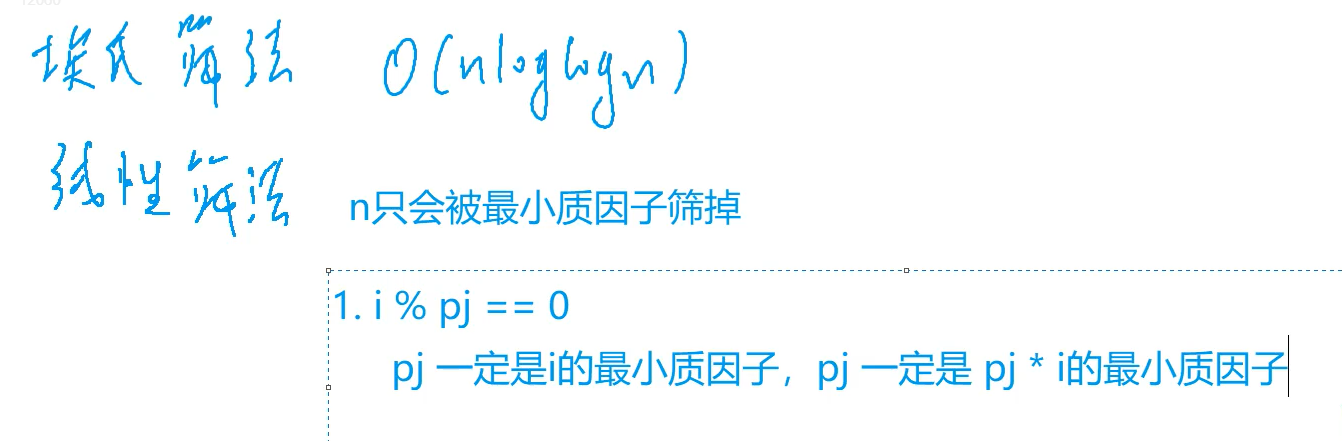 埃氏筛法 O(nloglogn)
线性筛法 n只会被最小质因子筛掉
1. i % pj == 0
pj 一定是i的最小质因子，pj 一定是 pj * i的最小质因子